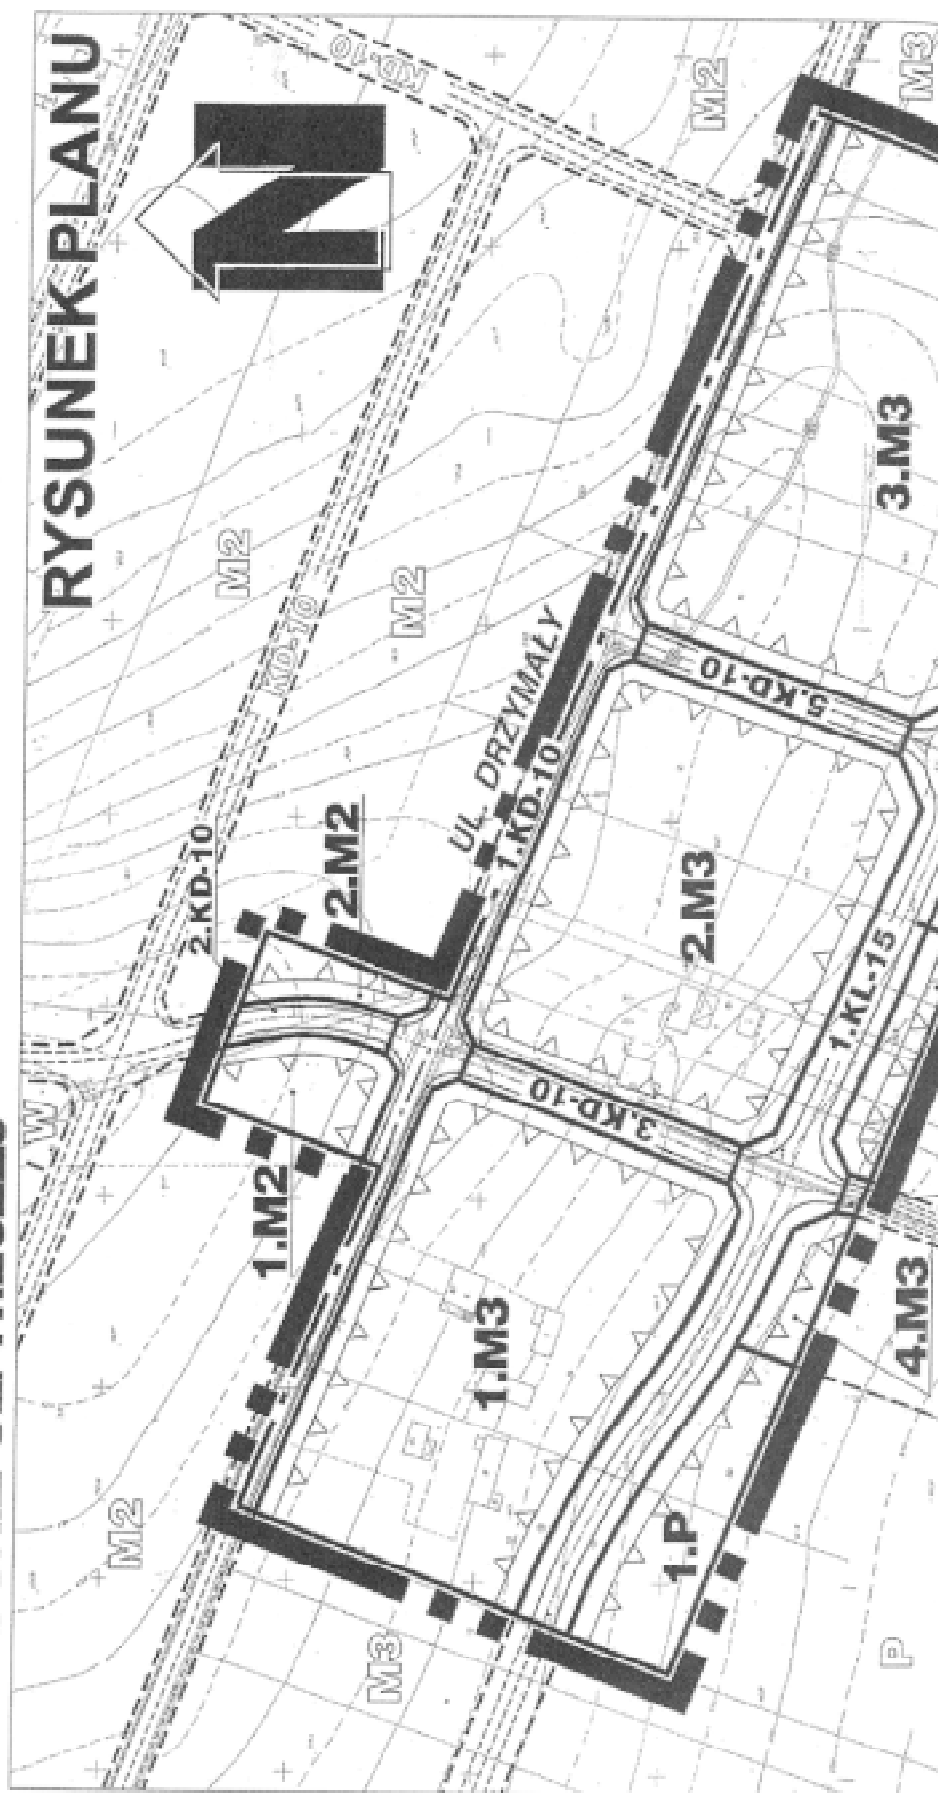 RYSUNEK PLANU
N
KD-10
M2
M3
M2
KD-10
M2
2.KD-10
2.M2
UL. DRZYMAŁY
1.KD-10
5.KD-10
3.M3
W
1.M2
3.KD-10
2.M3
1.KL-15
M2
1.M3
4.M3
M3
1.P
P